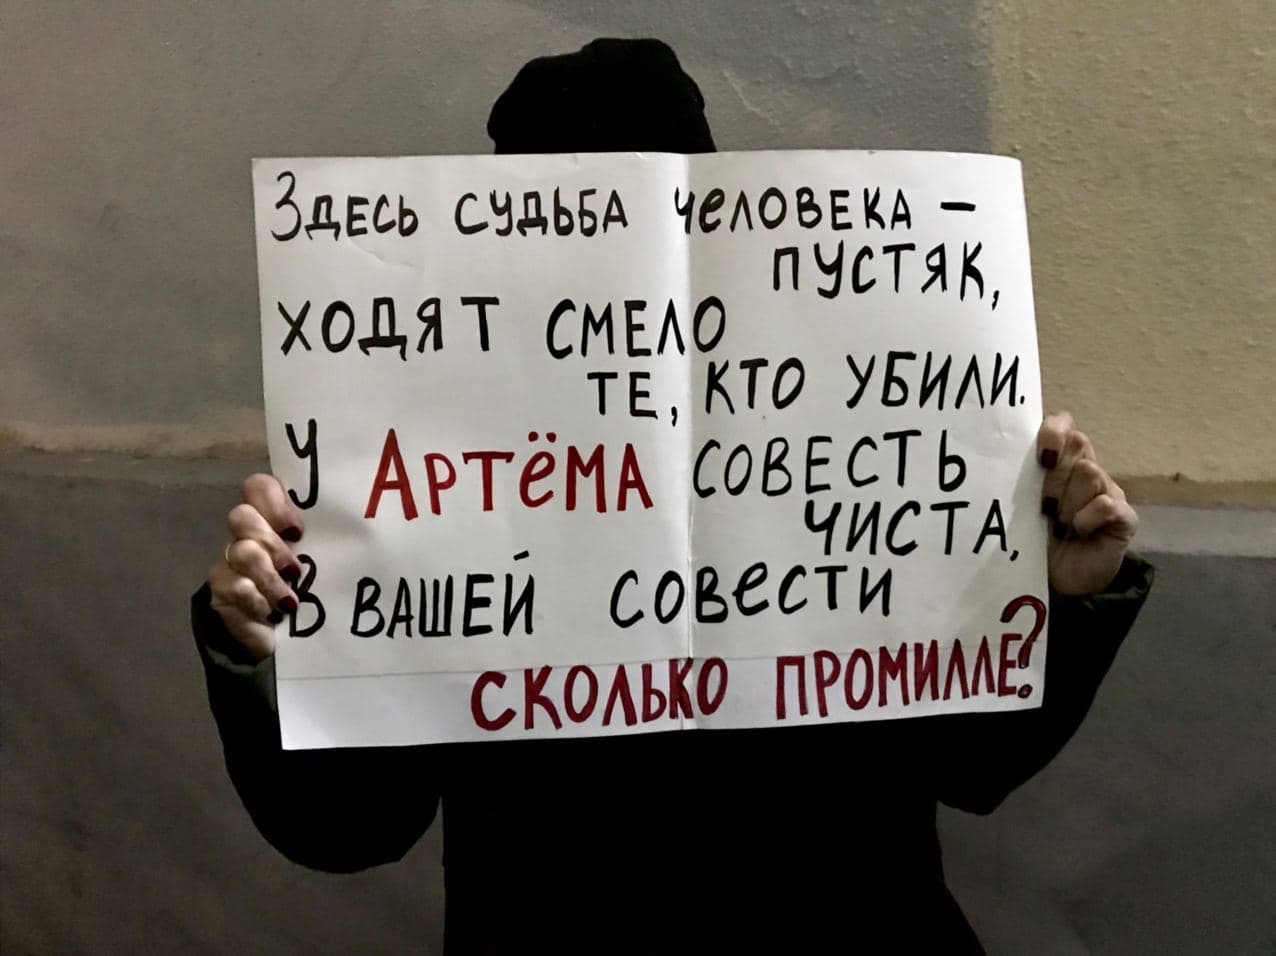 Здесь судьба человека –
пустяк,
ходят смело
те, кто убили.
У Артёма совесть
чиста,
В вашей совести
сколько промилле?